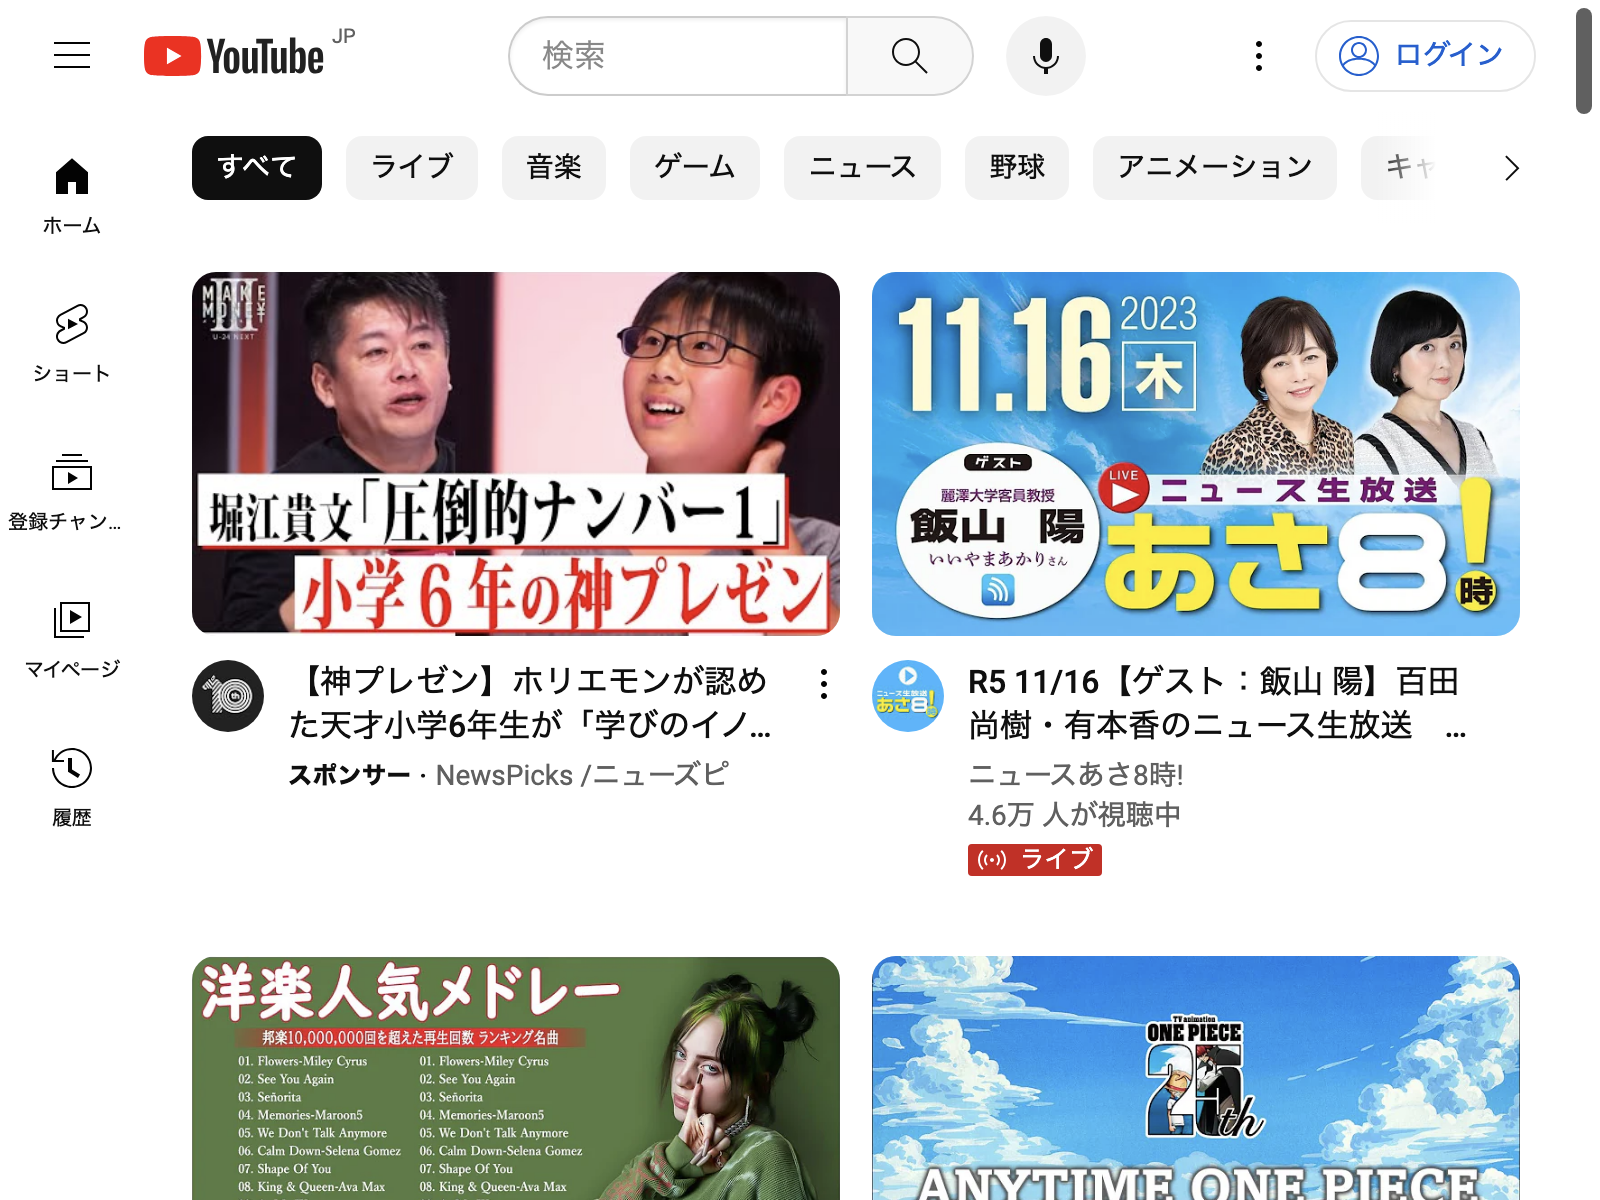 YouTube JP
検索
ログイン
すべて
ライブ
音楽
ゲーム
ニュース
野球
アニメーション
キャ
ホーム
ショート
登録チャン...
マイページ
履歴
MAKE
MONEY
U-24 NEXT
堀江貴文「圧倒的ナンバー1」
小学6年の神プレゼン
10th
【神プレゼン】ホリエモンが認め
た天才小学6年生が「学びのイノ...
スポンサー · NewsPicks /ニューズピ
11.16 2023
木
ゲスト
麗澤大学客員教授
飯山 陽
いいやまあかりさん
LIVE
ニュース生放送
あさ8!
時
ニュース生放送
あさ8!
R5 11/16【ゲスト：飯山 陽】百田
尚樹・有本香のニュース生放送　...
ニュースあさ8時!
4.6万 人が視聴中
ライブ
洋楽人気メドレー
邦楽10,000,000回を超えた再生回数 ランキング名曲
01. Flowers-Miley Cyrus
02. See You Again
03. Señorita
04. Memories-Maroon5
05. We Don't Talk Anymore
06. Calm Down-Selena Gomez
07. Shape Of You
08. King & Queen-Ava Max
01. Flowers-Miley Cyrus
02. See You Again
03. Señorita
04. Memories-Maroon5
05. We Don't Talk Anymore
06. Calm Down-Selena Gomez
07. Shape Of You
08. King & Queen-Ava Max
TV animation
ONE PIECE
25th
ANYTIME ONE PIECE